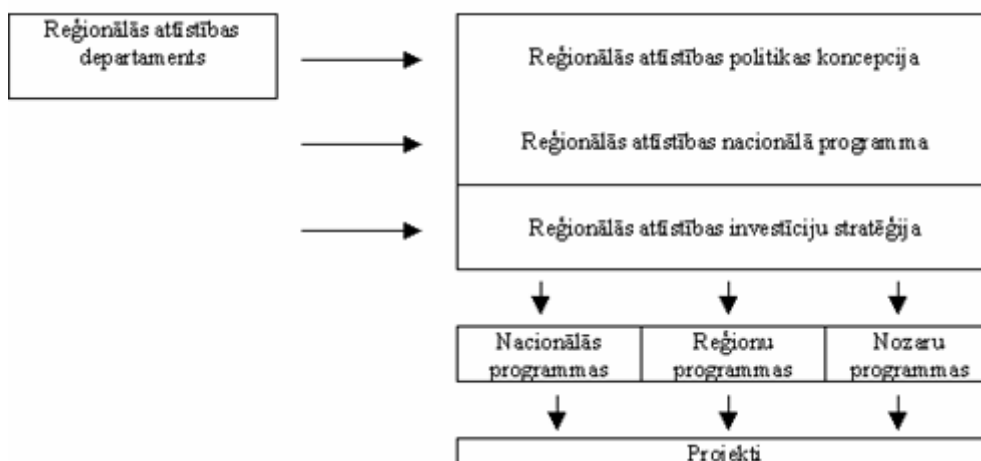 Reģionālās attīstības
departaments
Reģionālās attīstības politikas koncepcija
Reģionālās attīstības nacionālā programma
Reģionālās attīstības investīciju stratēģija
Nacionālās
programmas
Reģionu
programmas
Nozaru
programmas
Projekti